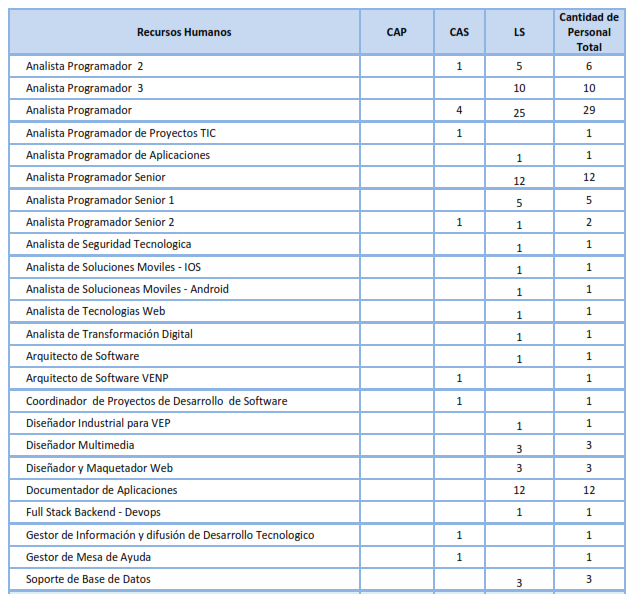 Recursos Humanos CAP CAS LS Cantidad de Personal Total
Analista Programador 2 1 5 6
Analista Programador 3 10 10
Analista Programador 4 25 29
Analista Programador de Proyectos TIC 1 1
Analista Programador de Aplicaciones 1 1
Analista Programador Senior 12 12
Analista Programador Senior 1 5 5
Analista Programador Senior 2 1 1 2
Analista de Seguridad Tecnologica 1 1
Analista de Soluciones Moviles - IOS 1 1
Analista de Solucioneas Moviles - Android 1 1
Analista de Tecnologias Web 1 1
Analista de Transformación Digital 1 1
Arquitecto de Software 1 1
Arquitecto de Software VENP 1 1
Coordinador de Proyectos de Desarrollo de Software 1 1
Diseñador Industrial para VEP 1 1
Diseñador Multimedia 3 3
Diseñador y Maquetador Web 3 3
Documentador de Aplicaciones 12 12
Full Stack Backend - Devops 1 1
Gestor de Información y difusión de Desarrollo Tecnologico 1 1
Gestor de Mesa de Ayuda 1 1
Soporte de Base de Datos 3 3